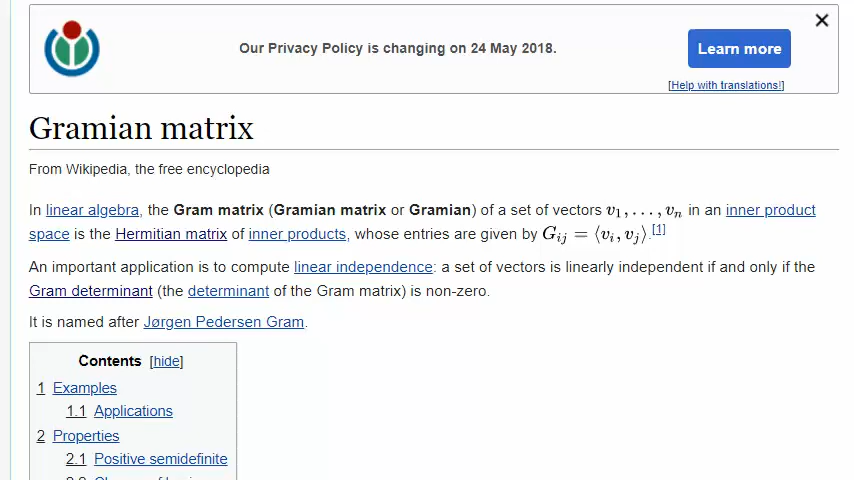 Our Privacy Policy is changing on 24 May 2018.
Learn more
[Help with translations!]
Gramian matrix
From Wikipedia, the free encyclopedia
In linear algebra, the Gram matrix (Gramian matrix or Gramian) of a set of vectors v₁, . . . , vₙ in an inner product
space is the Hermitian matrix of inner products, whose entries are given by Gᵢⱼ = ⟨vᵢ, vⱼ⟩.[1]
An important application is to compute linear independence: a set of vectors is linearly independent if and only if the
Gram determinant (the determinant of the Gram matrix) is non-zero.
It is named after Jørgen Pedersen Gram.
Contents [hide]
1 Examples
1.1 Applications
2 Properties
2.1 Positive semidefinite